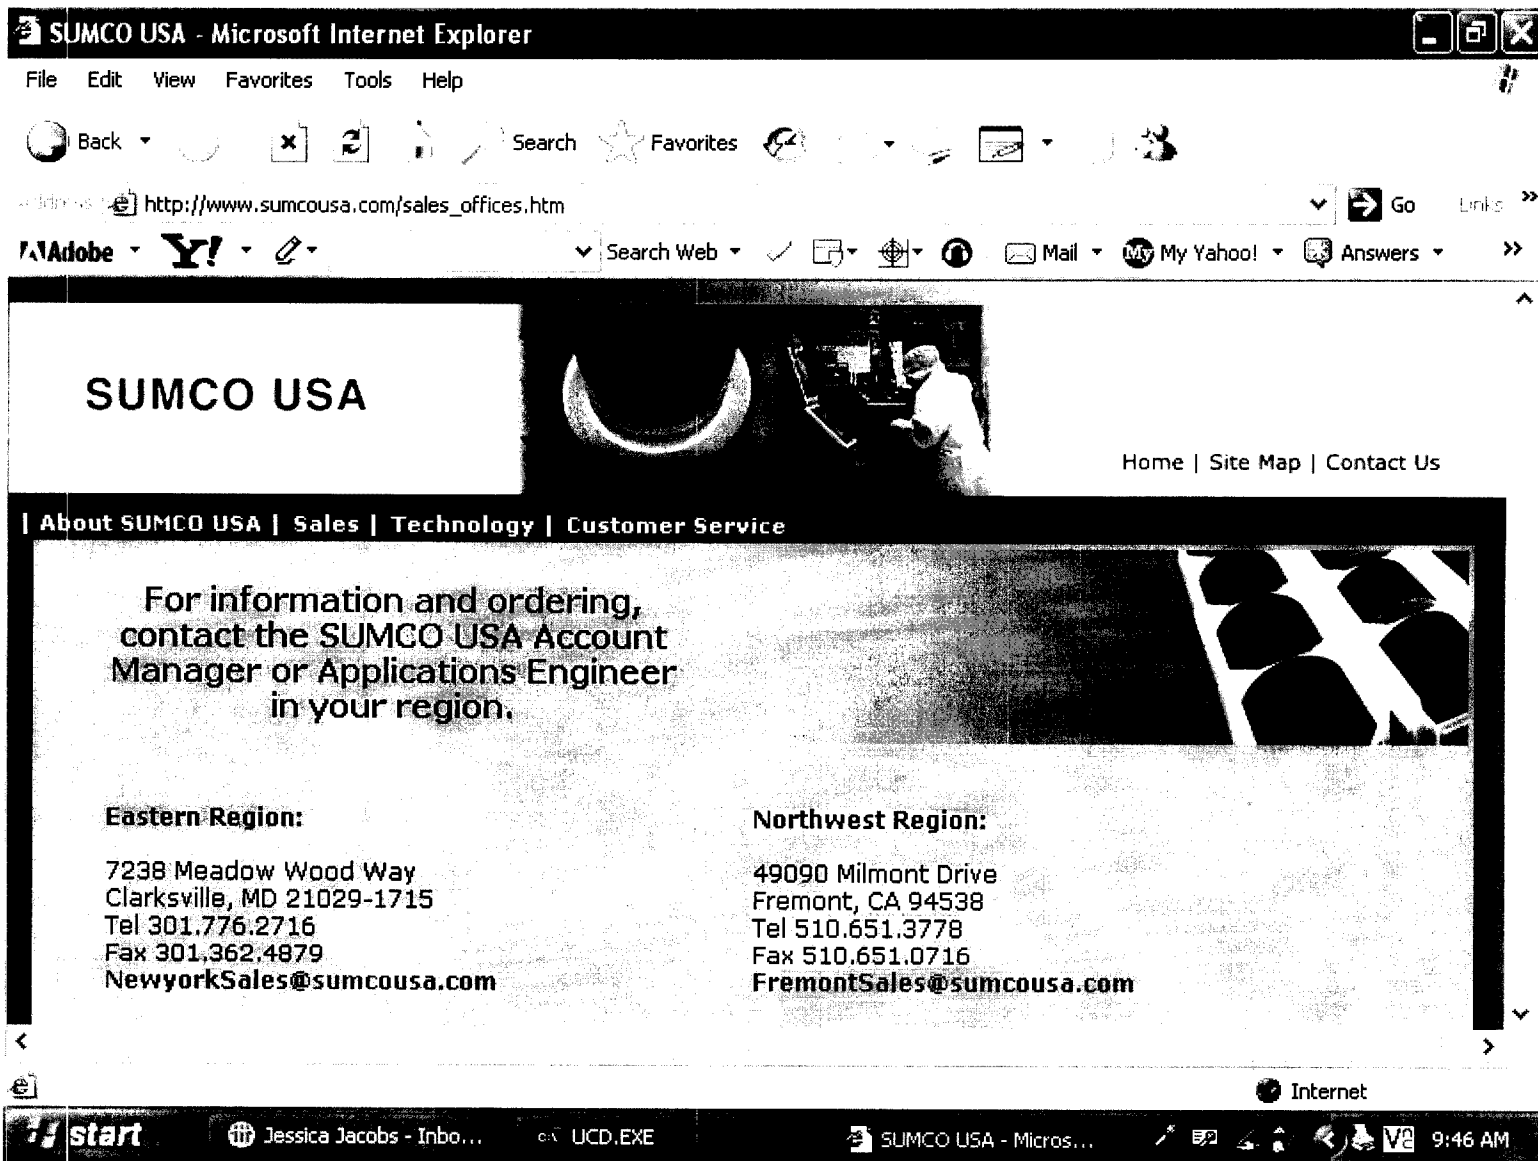 SUMCO USA - Microsoft Internet Explorer
File Edit View Favorites Tools Help
Back Search Favorites
http://www.sumcousa.com/sales_offices.htm Go Links
Adobe Y! Search Web Mail My Yahoo! Answers
SUMCO USA
Home | Site Map | Contact Us
| About SUMCO USA | Sales | Technology | Customer Service
For information and ordering,
contact the SUMCO USA Account
Manager or Applications Engineer
in your region.
Eastern Region:
7238 Meadow Wood Way
Clarksville, MD 21029-1715
Tel 301.776.2716
Fax 301.362.4879
NewyorkSales@sumcousa.com
Northwest Region:
49090 Milmont Drive
Fremont, CA 94538
Tel 510.651.3778
Fax 510.651.0716
FremontSales@sumcousa.com
Internet
start Jessica Jacobs - Inbo... UCD.EXE SUMCO USA - Micros... 9:46 AM